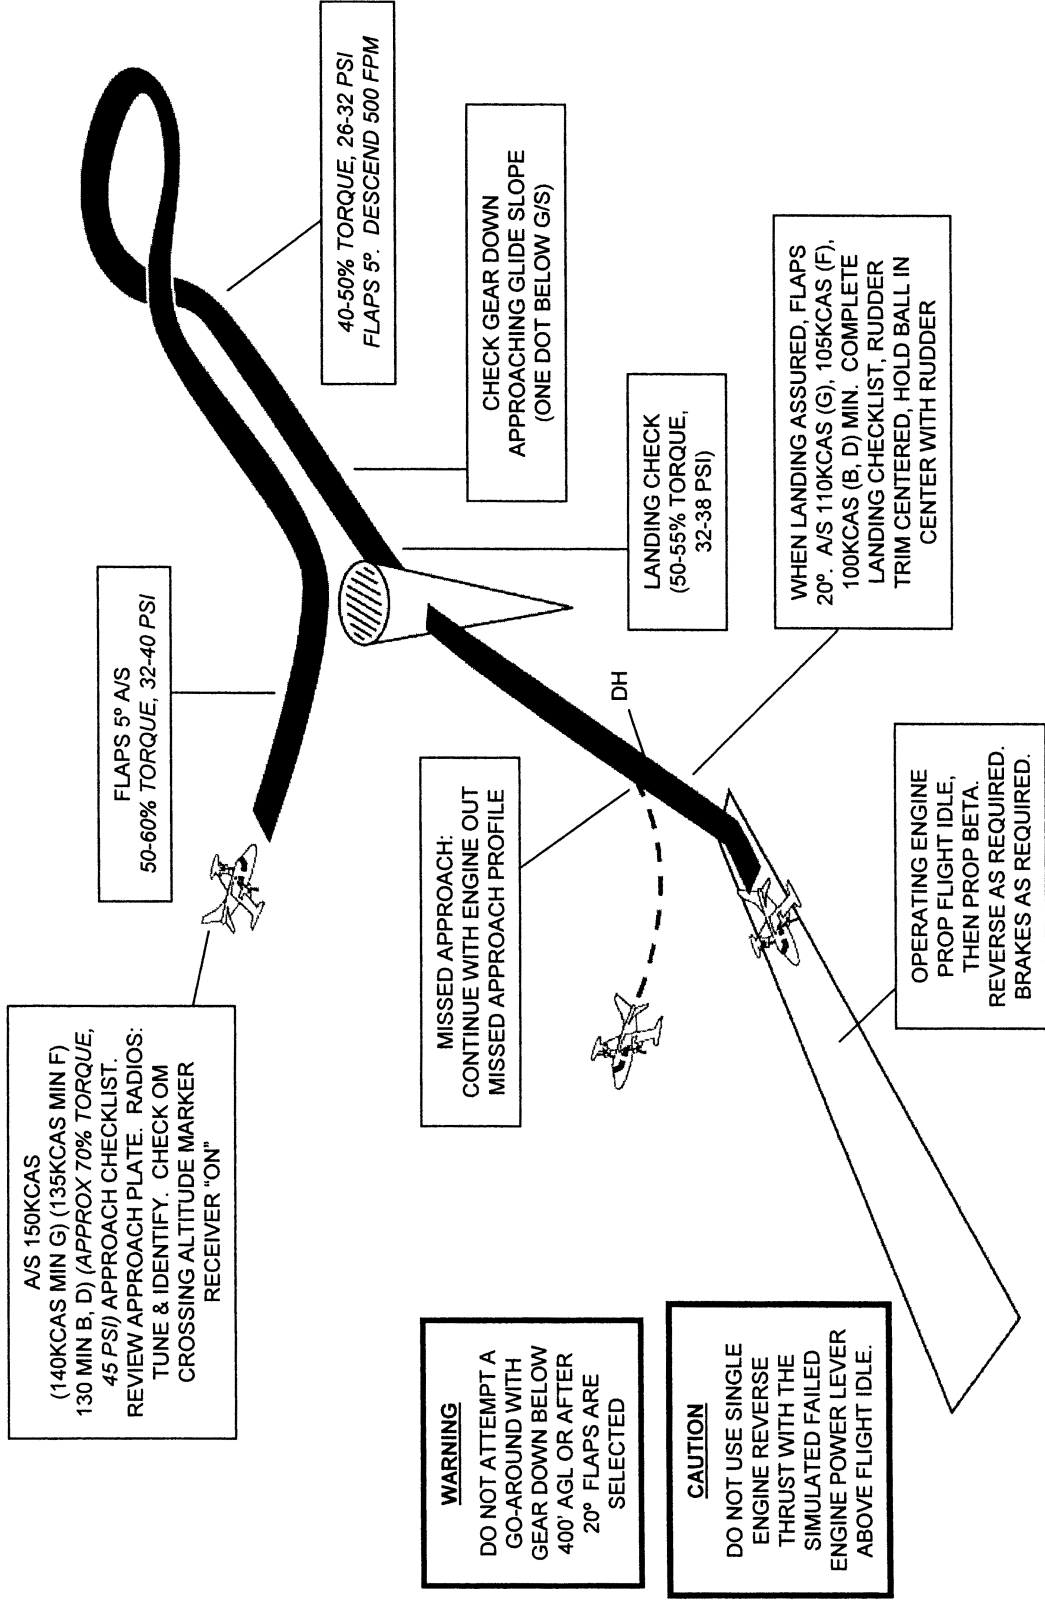 A/S 150KCAS
(140KCAS MIN G) (135KCAS MIN F)
130 MIN B, D) (APPROX 70% TORQUE,
45 PSI) APPROACH CHECKLIST.
REVIEW APPROACH PLATE.  RADIOS:
TUNE & IDENTIFY.  CHECK OM
CROSSING ALTITUDE MARKER
RECEIVER "ON"
FLAPS 5º A/S
50-60% TORQUE, 32-40 PSI
40-50% TORQUE, 26-32 PSI
FLAPS 5º.  DESCEND 500 FPM
CHECK GEAR DOWN
APPROACHING GLIDE SLOPE
(ONE DOT BELOW G/S)
LANDING CHECK
(50-55% TORQUE,
32-38 PSI)
DH
MISSED APPROACH:
CONTINUE WITH ENGINE OUT
MISSED APPROACH PROFILE
WHEN LANDING ASSURED, FLAPS
20º.  A/S 110KCAS (G), 105KCAS (F),
100KCAS (B, D) MIN.  COMPLETE
LANDING CHECKLIST, RUDDER
TRIM CENTERED, HOLD BALL IN
CENTER WITH RUDDER
OPERATING ENGINE
PROP FLIGHT IDLE,
THEN PROP BETA.
REVERSE AS REQUIRED.
BRAKES AS REQUIRED.
WARNING
DO NOT ATTEMPT A
GO-AROUND WITH
GEAR DOWN BELOW
400' AGL OR AFTER
20º  FLAPS ARE
SELECTED
CAUTION
DO NOT USE SINGLE
ENGINE REVERSE
THRUST WITH THE
SIMULATED FAILED
ENGINE POWER LEVER
ABOVE FLIGHT IDLE.